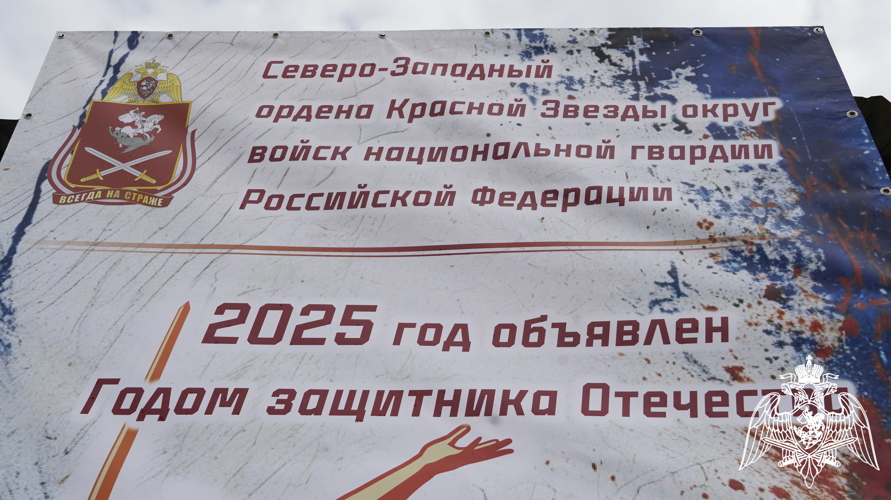 Северо-Западный
ордена Красной Звезды округ
войск национальной гвардии
Российской Федерации
ВСЕГДА НА СТРАЖЕ
2025 год объявлен
Годом защитника Отечества